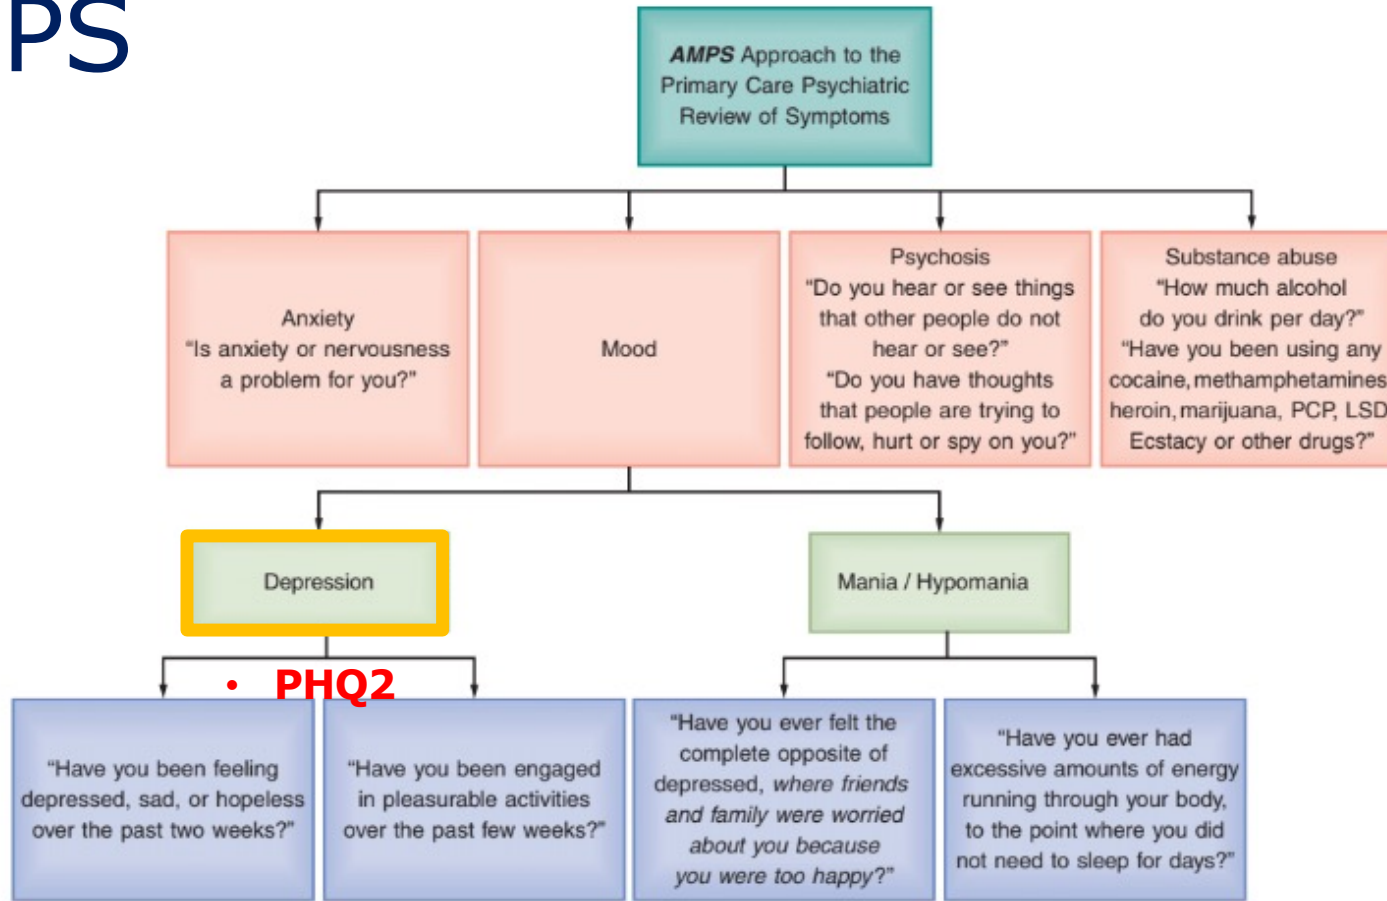 PS
AMPS Approach to the
Primary Care Psychiatric
Review of Symptoms
Anxiety
“Is anxiety or nervousness
a problem for you?”
Mood
Psychosis
“Do you hear or see things
that other people do not
hear or see?”
“Do you have thoughts
that people are trying to
follow, hurt or spy on you?”
Substance abuse
“How much alcohol
do you drink per day?”
“Have you been using any
cocaine, methamphetamines
heroin, marijuana, PCP, LSD
Ecstacy or other drugs?”
Depression
Mania / Hypomania
• PHQ2
“Have you been feeling
depressed, sad, or hopeless
over the past two weeks?”
“Have you been engaged
in pleasurable activities
over the past few weeks?”
“Have you ever felt the
complete opposite of
depressed, where friends
and family were worried
about you because
you were too happy?”
“Have you ever had
excessive amounts of energy
running through your body,
to the point where you did
not need to sleep for days?”